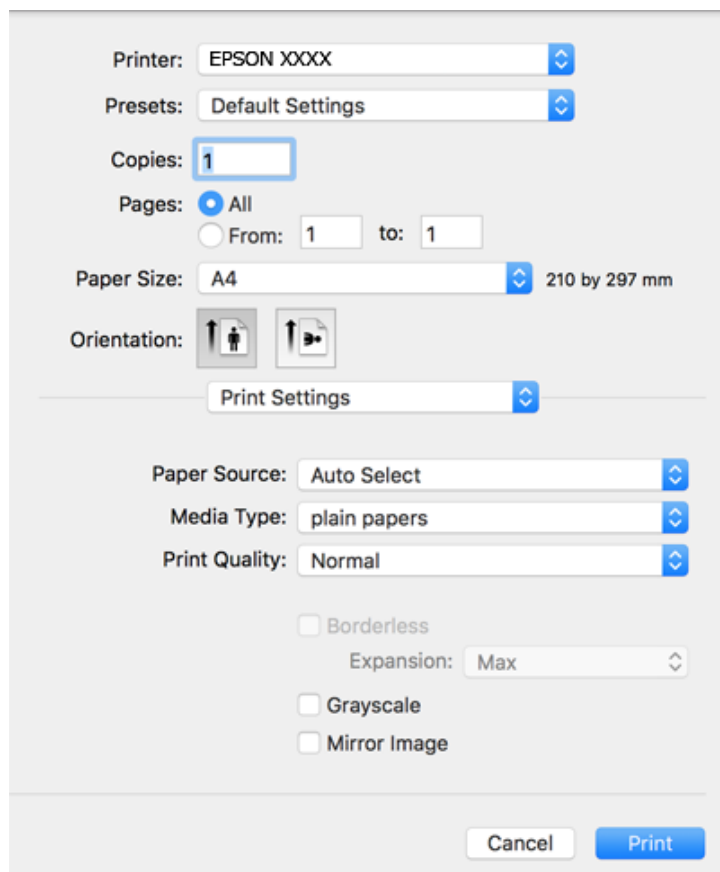 Printer: EPSON XXXX
Presets: Default Settings
Copies: 1
Pages: All
From: 1 to: 1
Paper Size: A4 210 by 297 mm
Orientation:
Print Settings
Paper Source: Auto Select
Media Type: plain papers
Print Quality: Normal
Borderless
Expansion: Max
Grayscale
Mirror Image
Cancel Print